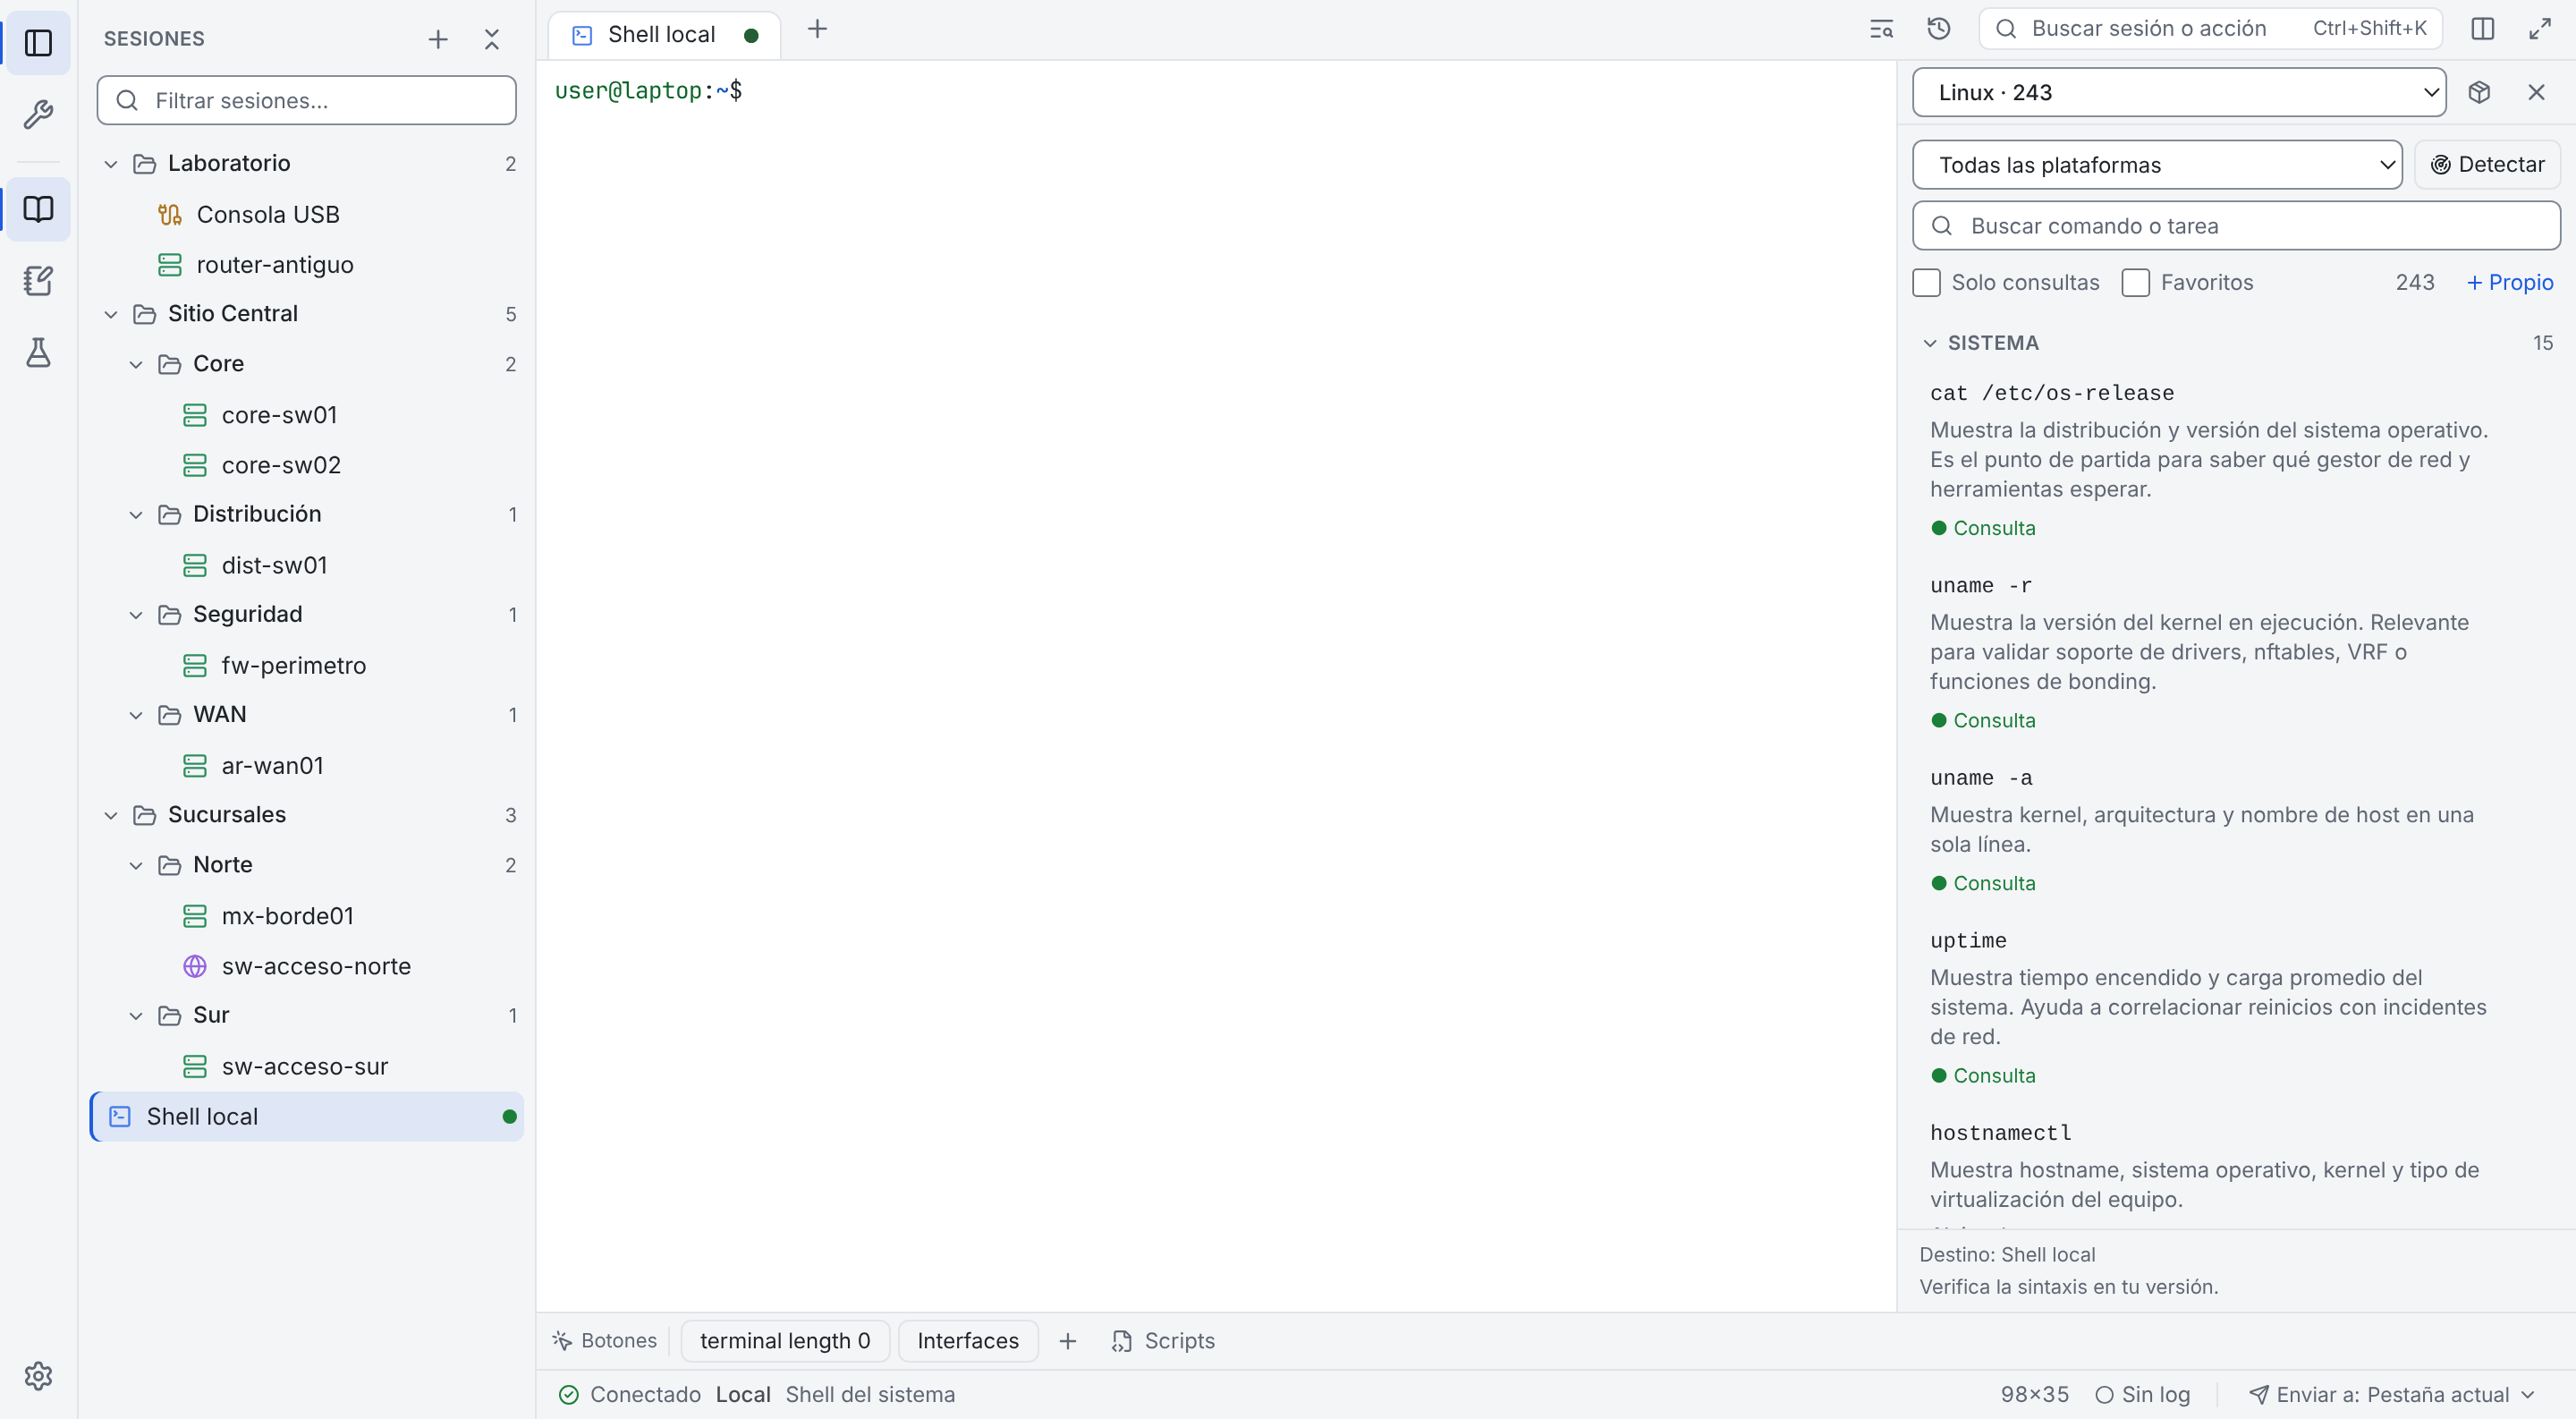 SESIONES
Filtrar sesiones...
Laboratorio 2
Consola USB
router-antiguo
Sitio Central 5
Core 2
core-sw01
core-sw02
Distribución 1
dist-sw01
Seguridad 1
fw-perimetro
WAN 1
ar-wan01
Sucursales 3
Norte 2
mx-borde01
sw-acceso-norte
Sur 1
sw-acceso-sur
Shell local
Shell local
Buscar sesión o acción Ctrl+Shift+K
user@laptop:~$
Linux · 243
Todas las plataformas
Detectar
Buscar comando o tarea
Solo consultas Favoritos 243 + Propio
SISTEMA 15
cat /etc/os-release
Muestra la distribución y versión del sistema operativo.
Es el punto de partida para saber qué gestor de red y
herramientas esperar.
Consulta
uname -r
Muestra la versión del kernel en ejecución. Relevante
para validar soporte de drivers, nftables, VRF o
funciones de bonding.
Consulta
uname -a
Muestra kernel, arquitectura y nombre de host en una
sola línea.
Consulta
uptime
Muestra tiempo encendido y carga promedio del
sistema. Ayuda a correlacionar reinicios con incidentes
de red.
Consulta
hostnamectl
Muestra hostname, sistema operativo, kernel y tipo de
virtualización del equipo.
Destino: Shell local
Verifica la sintaxis en tu versión.
Botones terminal length 0 Interfaces Scripts
Conectado Local Shell del sistema
98×35 Sin log Enviar a: Pestaña actual